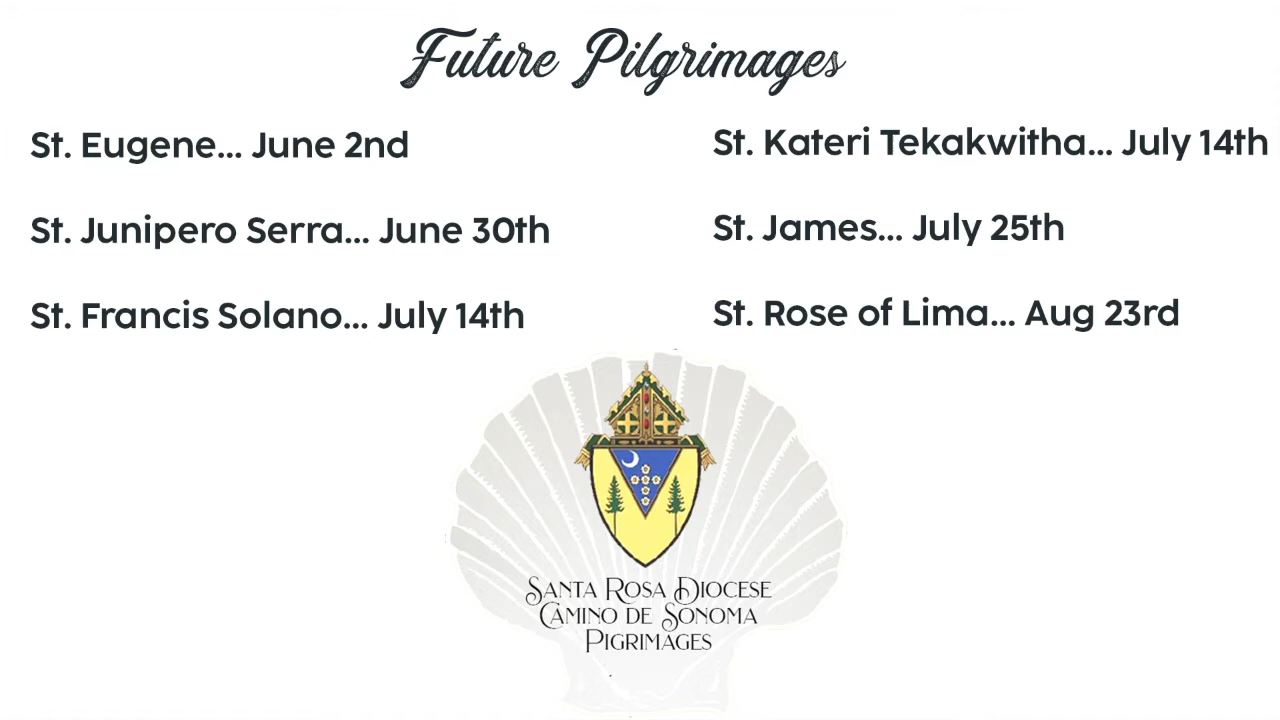 Future Pilgrimages
St. Eugene... June 2nd
St. Junipero Serra... June 30th
St. Francis Solano... July 14th
St. Kateri Tekakwitha... July 14th
St. James... July 25th
St. Rose of Lima... Aug 23rd
Santa Rosa Diocese
Camino de Sonoma
Pigrimages